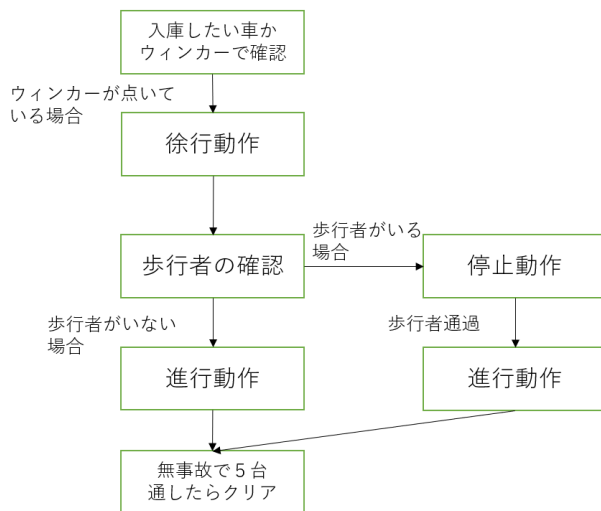 入庫したい車か
ウィンカーで確認
ウィンカーが点いて
いる場合
徐行動作
歩行者の確認
歩行者がいる
場合
停止動作
歩行者がいない
場合
歩行者通過
進行動作
進行動作
無事故で５台
通したらクリア